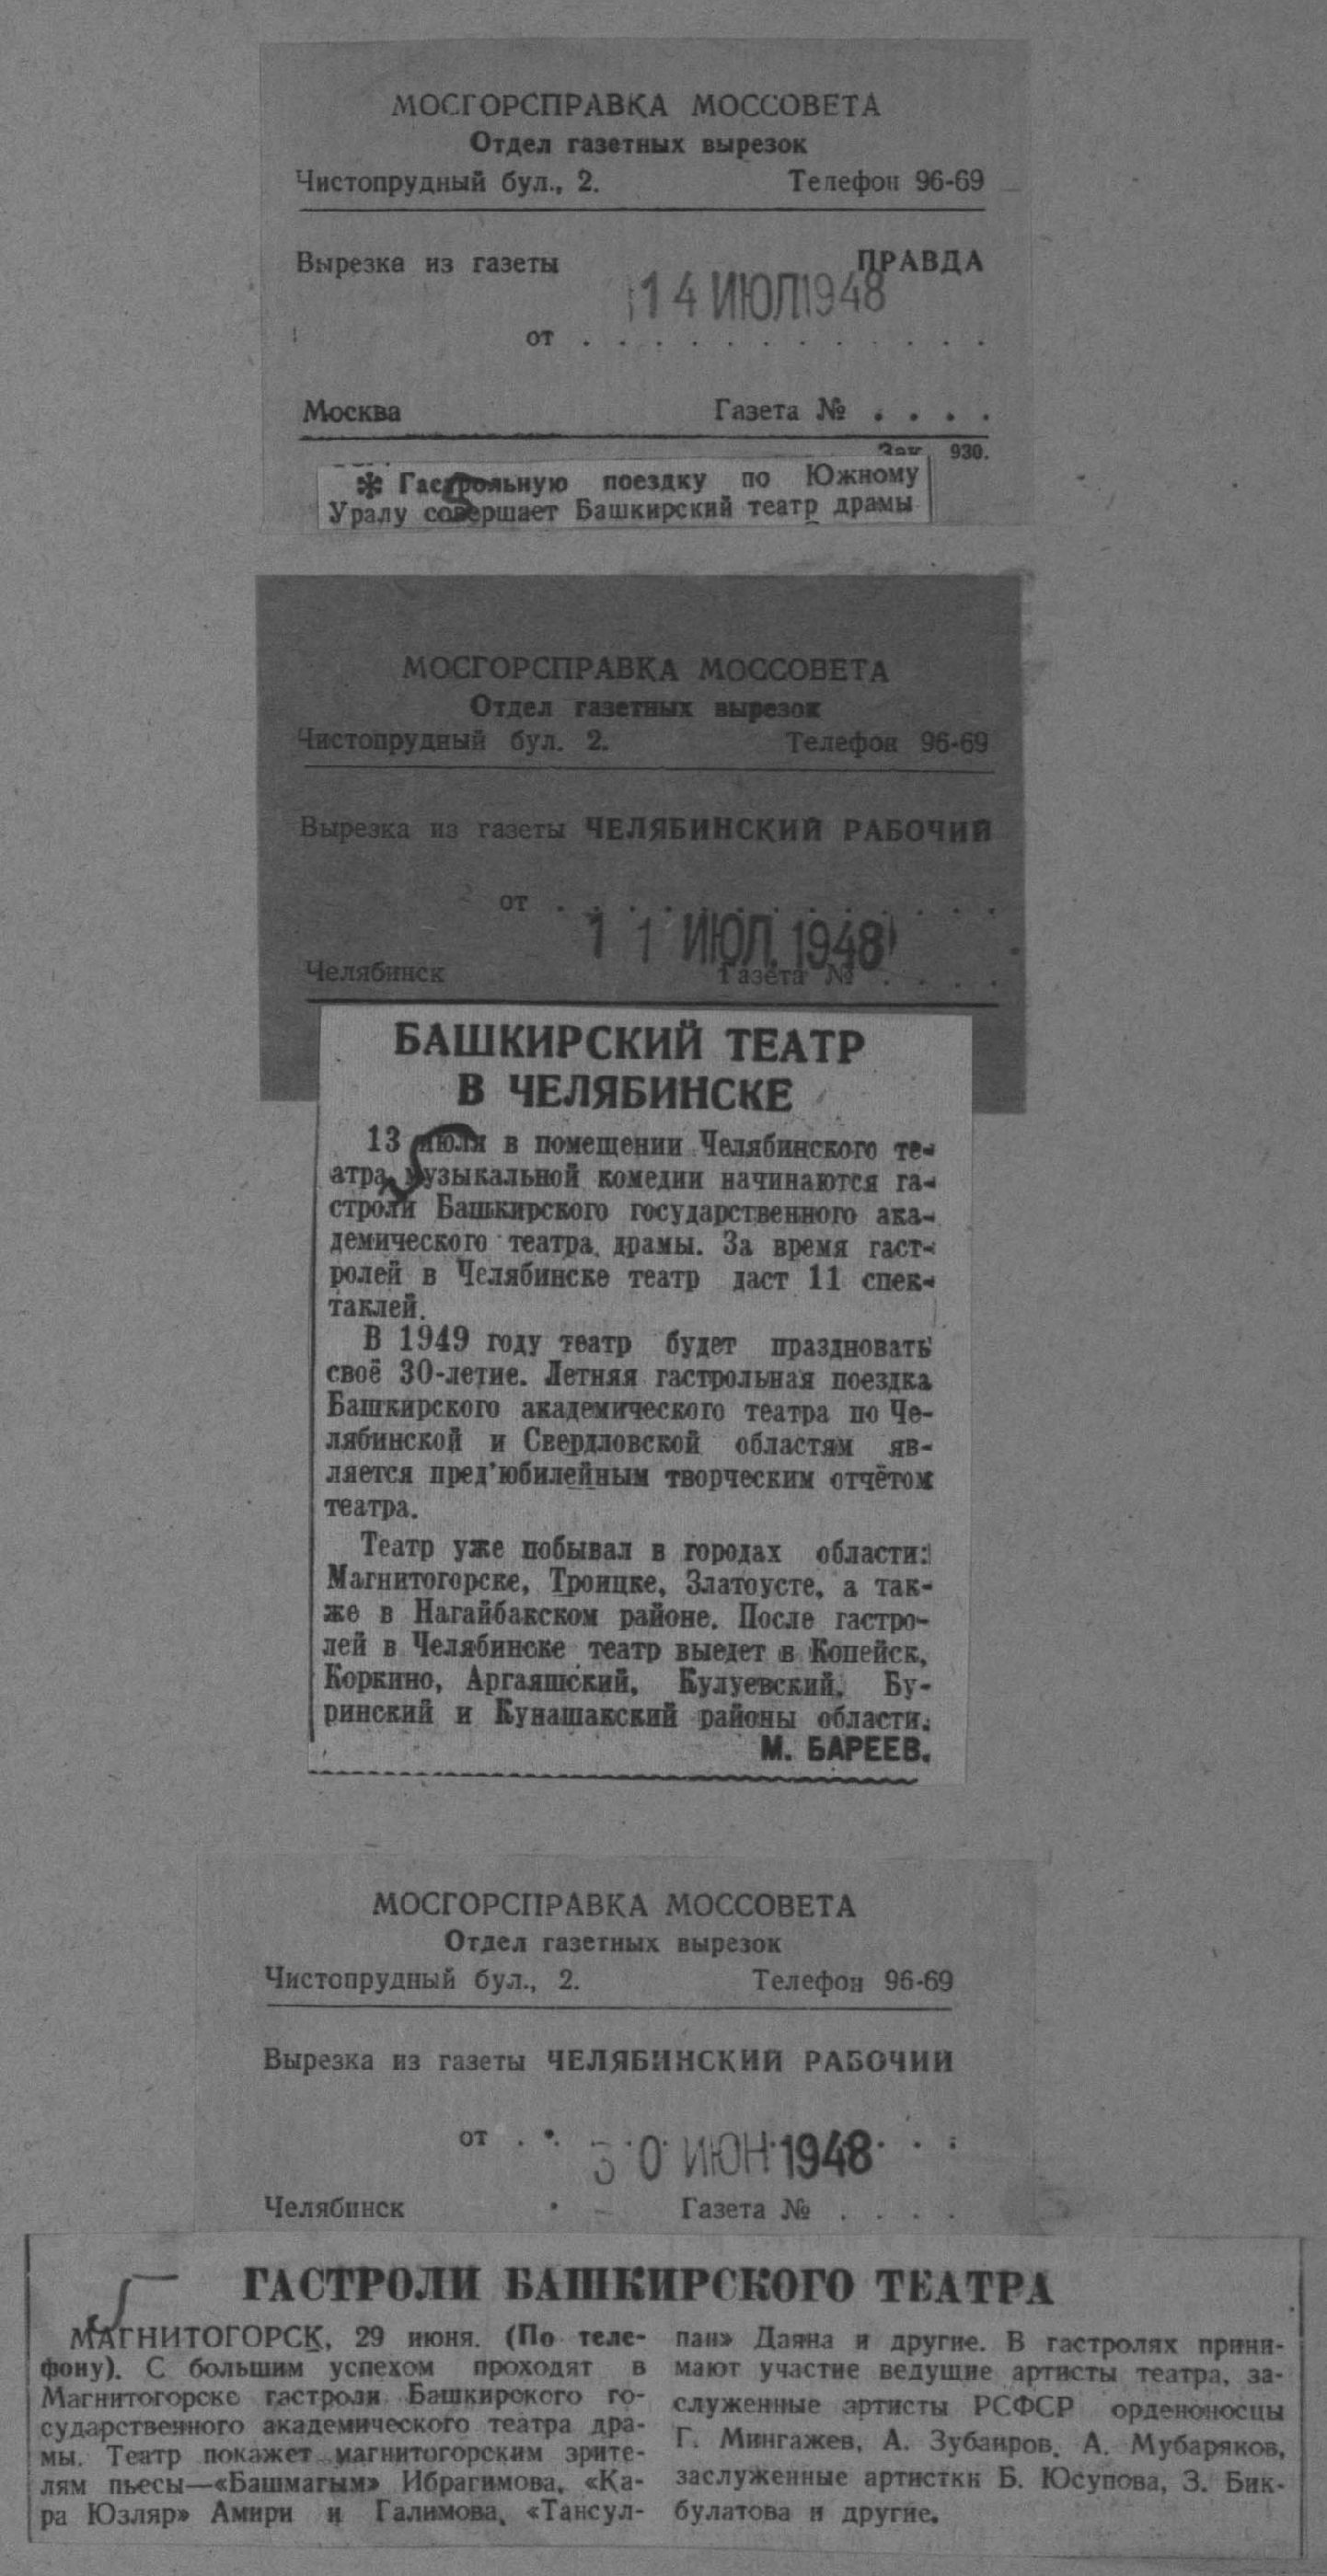 МОСГОРСПРАВКА МОССОВЕТА
Отдел газетных вырезок
Чистопрудный бул., 2. Телефон 96-69
Вырезка из газеты ПРАВДА
14 ИЮЛ 1948
от . . . . . . . . . . . .
Москва Газета № . . . .
Зак. 930.
✻ Гастрольную поездку по Южному
Уралу совершает Башкирский театр драмы
МОСГОРСПРАВКА МОССОВЕТА
Отдел газетных вырезок
Чистопрудный бул. 2. Телефон 96-69
Вырезка из газеты ЧЕЛЯБИНСКИЙ РАБОЧИЙ
от . . . . . . . . . . . .
11 ИЮЛ. 1948
Челябинск Газета № . . . .
БАШКИРСКИЙ ТЕАТР
В ЧЕЛЯБИНСКЕ
13 июля в помещении Челябинского те-
атра музыкальной комедии начинаются га-
строли Башкирского государственного ака-
демического театра драмы. За время гаст-
ролей в Челябинске театр даст 11 спек-
таклей.
В 1949 году театр будет праздновать
своё 30-летие. Летняя гастрольная поездка
Башкирского академического театра по Че-
лябинской и Свердловской областям яв-
ляется пред'юбилейным творческим отчётом
театра.
Театр уже побывал в городах области:
Магнитогорске, Троицке, Златоусте, а так-
же в Нагайбакском районе. После гастро-
лей в Челябинске театр выедет в Копейск,
Коркино, Аргаяшский, Кулуевский, Бу-
ринский и Кунашакский районы области.
М. БАРЕЕВ.
МОСГОРСПРАВКА МОССОВЕТА
Отдел газетных вырезок
Чистопрудный бул., 2. Телефон 96-69
Вырезка из газеты ЧЕЛЯБИНСКИЙ РАБОЧИЙ
от . . 30 ИЮН 1948 . . .
Челябинск Газета № . . . .
ГАСТРОЛИ БАШКИРСКОГО ТЕАТРА
МАГНИТОГОРСК, 29 июня. (По теле-
фону). С большим успехом проходят в
Магнитогорске гастроли Башкирского го-
сударственного академического театра дра-
мы. Театр покажет магнитогорским зрите-
лям пьесы—«Башмагым» Ибрагимова, «Ка-
ра Юзляр» Амири и Галимова, «Тансул-
пан» Даяна и другие. В гастролях прини-
мают участие ведущие артисты театра, за-
служенные артисты РСФСР орденоносцы
Г. Мингажев, А. Зубаиров, А. Мубаряков,
заслуженные артистки Б. Юсупова, З. Бик-
булатова и другие.